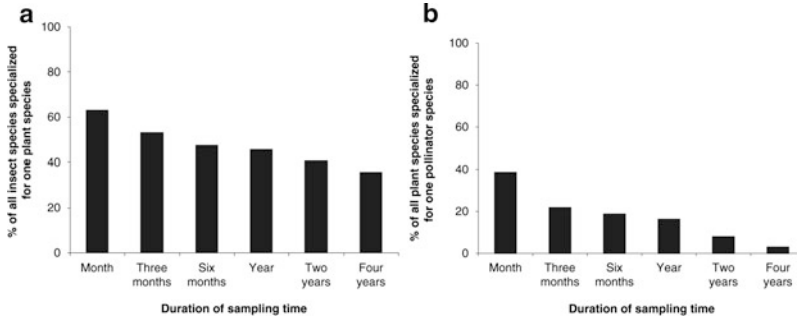 a
% of all insect species specialized
for one plant species
100
80
60
40
20
0
Month
Three
months
Six
months
Year
Two
years
Four
years
Duration of sampling time
b
% of all plant species specialized
for one pollinator species
100
80
60
40
20
0
Month
Three
months
Six
months
Year
Two
years
Four
years
Duration of sampling time